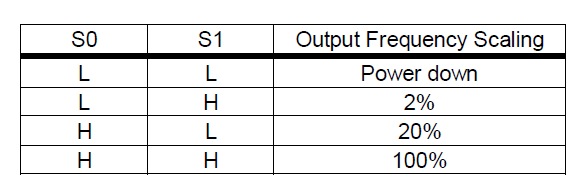 S0 S1 Output Frequency Scaling
L L Power down
L H 2%
H L 20%
H H 100%